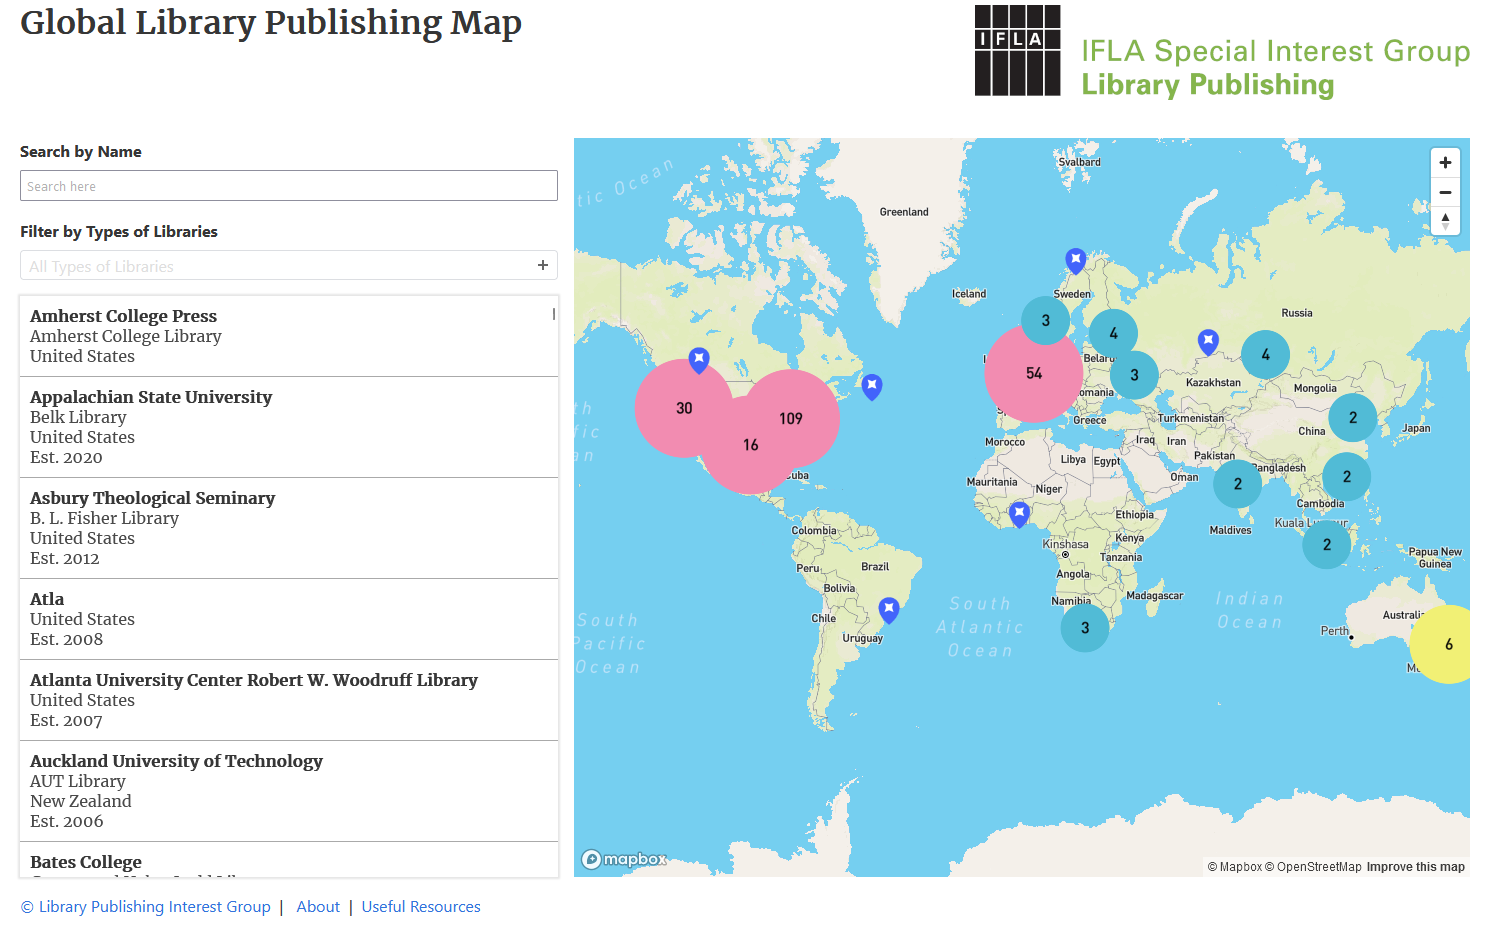 Global Library Publishing Map
IFLA
IFLA Special Interest Group
Library Publishing
Search by Name
Search here
Filter by Types of Libraries
All Types of Libraries +
Amherst College Press
Amherst College Library
United States
Appalachian State University
Belk Library
United States
Est. 2020
Asbury Theological Seminary
B. L. Fisher Library
United States
Est. 2012
Atla
United States
Est. 2008
Atlanta University Center Robert W. Woodruff Library
United States
Est. 2007
Auckland University of Technology
AUT Library
New Zealand
Est. 2006
Bates College
tic Ocean
Svalbard
Greenland
Iceland
Sweden
Russia
3
4
4
Belaru
54
3
Kazakhstan
Mongolia
omania
30
109
16
Greece
Turkmenistan
2
China
Japan
Morocco
Iraq
Iran
Libya
Egypt
Pakistan
Bangladesh
uba
Mauritania
Niger
Oman
2
2
Cambodia
Ethiopia
Maldives
Kuala Lumpur
Colombia
Kinshasa
Kenya
2
Tanzania
Papua New
Guinea
Peru
Brazil
Angola
Bolivia
Namibia
Madagascar
South
Atlantic
Ocean
Indian
Ocean
South
Pacific
Ocean
Chile
Uruguay
3
Australia
Perth
6
mapbox
© Mapbox © OpenStreetMap Improve this map
© Library Publishing Interest Group | About | Useful Resources